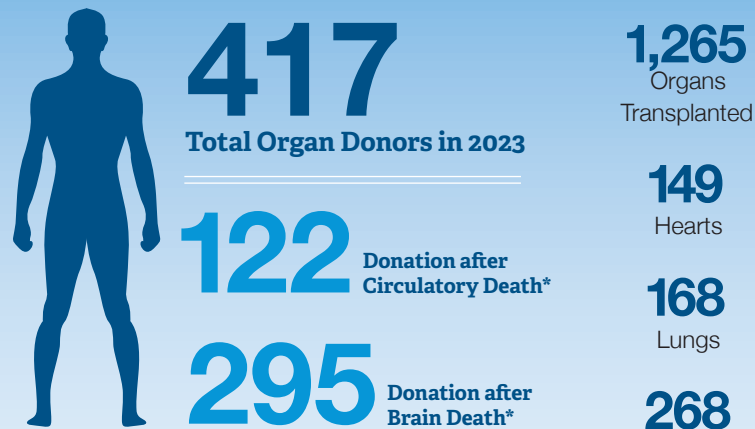 417
Total Organ Donors in 2023
122
Donation after
Circulatory Death*
295
Donation after
Brain Death*
1,265
Organs
Transplanted
149
Hearts
168
Lungs
268